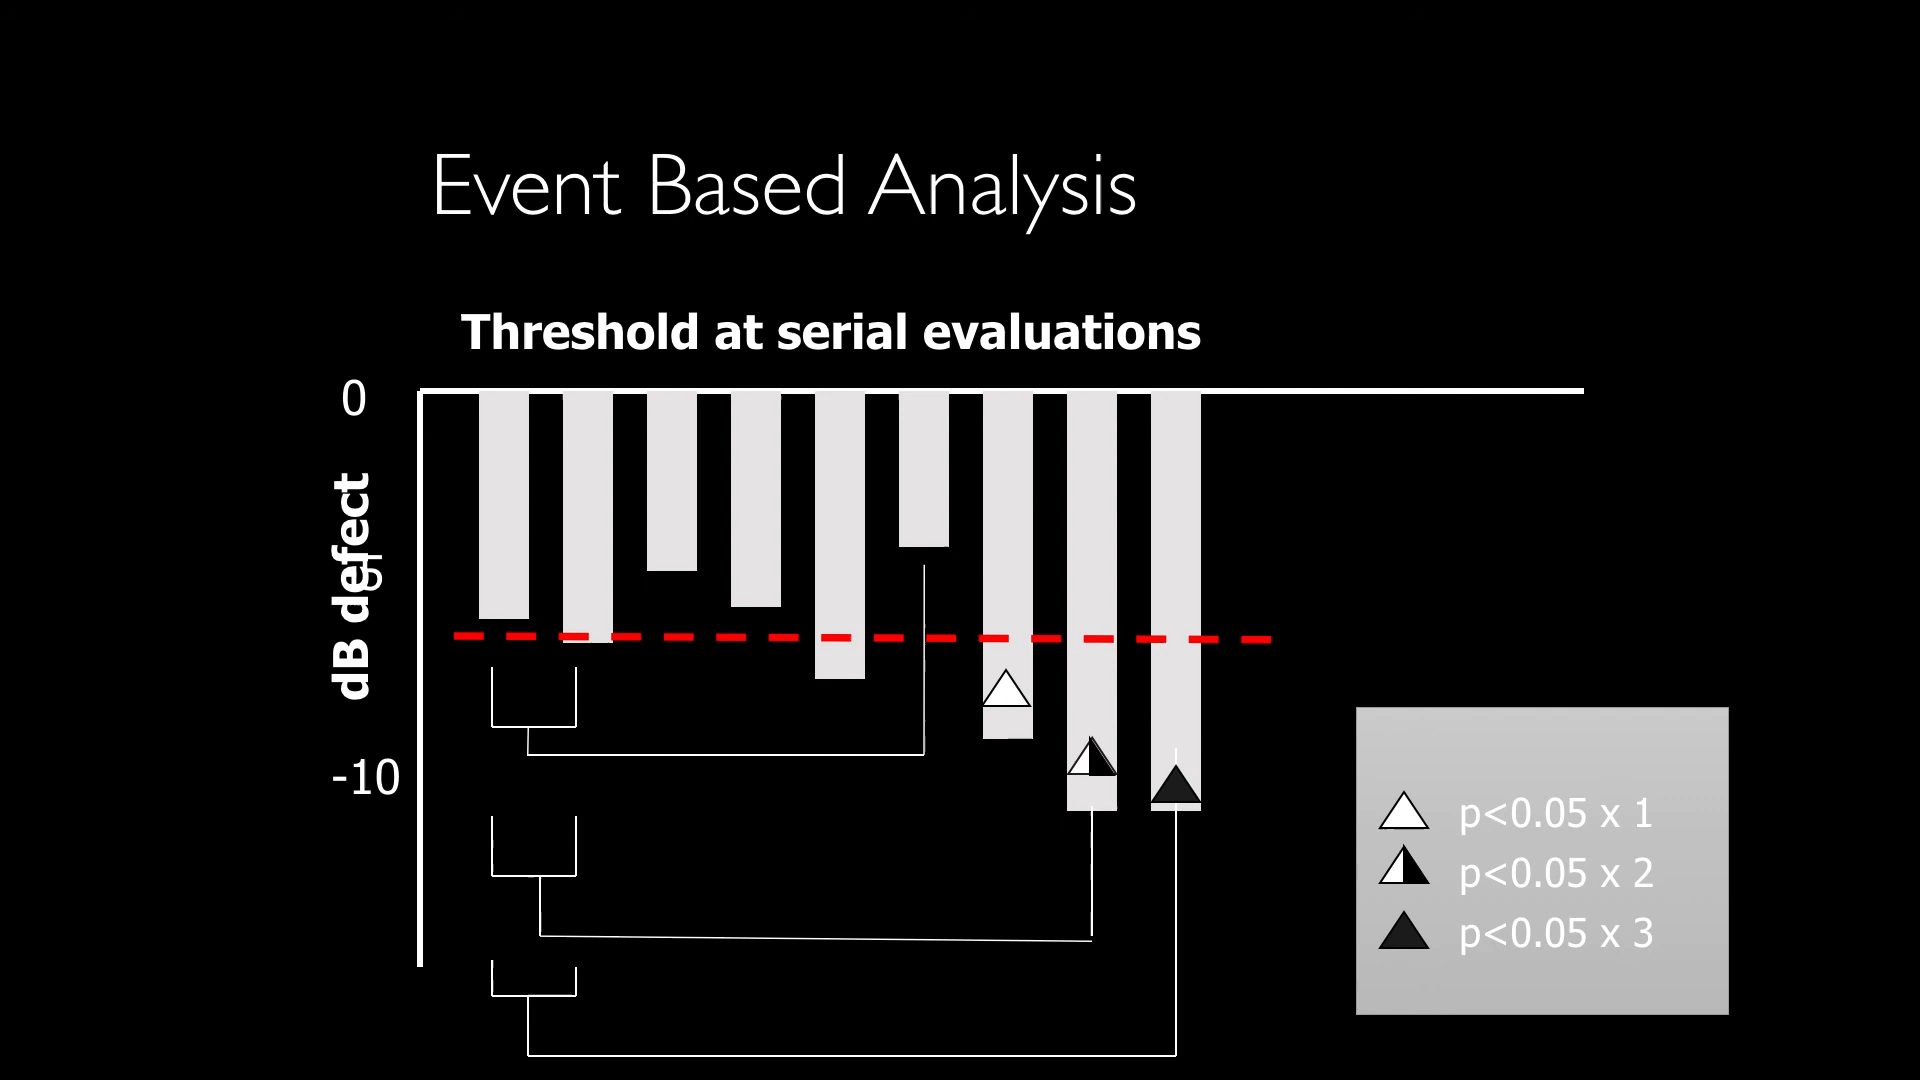 Event Based Analysis
Threshold at serial evaluations
0
dB defect
-10
p<0.05 x 1
p<0.05 x 2
p<0.05 x 3